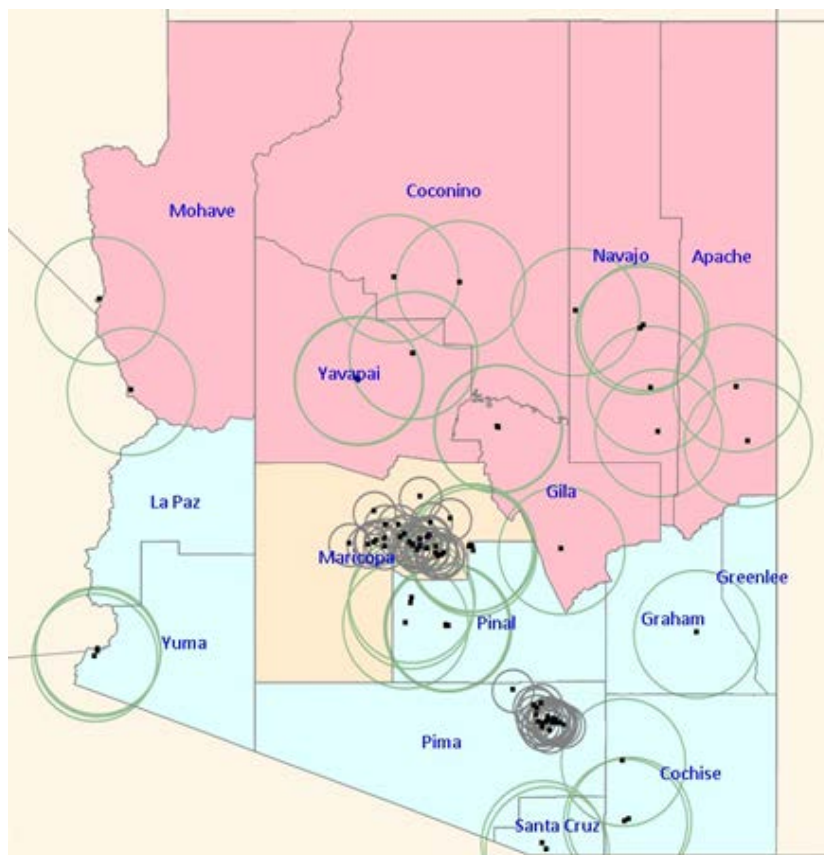 Coconino
Mohave
Navajo
Apache
Yavapai
La Paz
Gila
Maricopa
Greenlee
Graham
Pinal
Yuma
Pima
Cochise
Santa Cruz